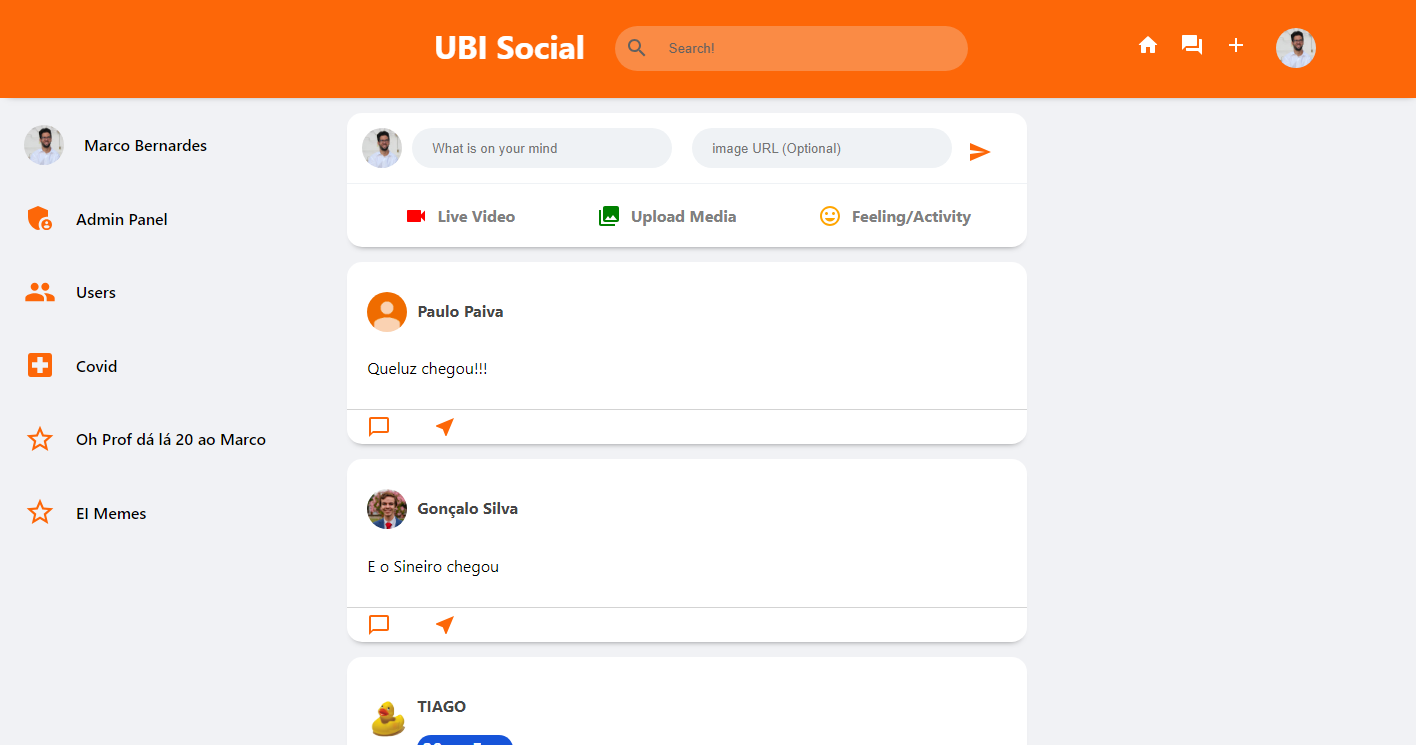 UBI Social
Search!
Marco Bernardes
Admin Panel
Users
Covid
Oh Prof dá lá 20 ao Marco
EI Memes
What is on your mind
image URL (Optional)
Live Video
Upload Media
Feeling/Activity
Paulo Paiva
Queluz chegou!!!
Gonçalo Silva
E o Sineiro chegou
TIAGO